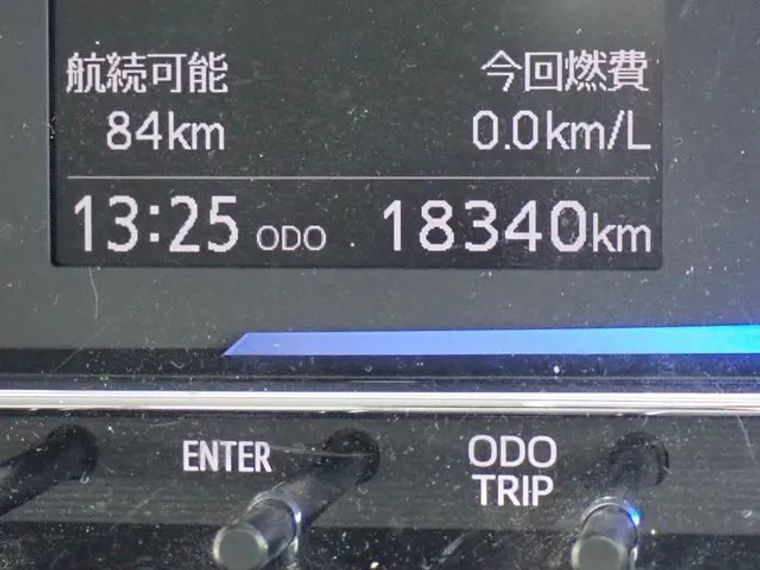 航続可能 今回燃費
84km 0.0km/L
13:25 ODO 18340km
ENTER ODO
TRIP